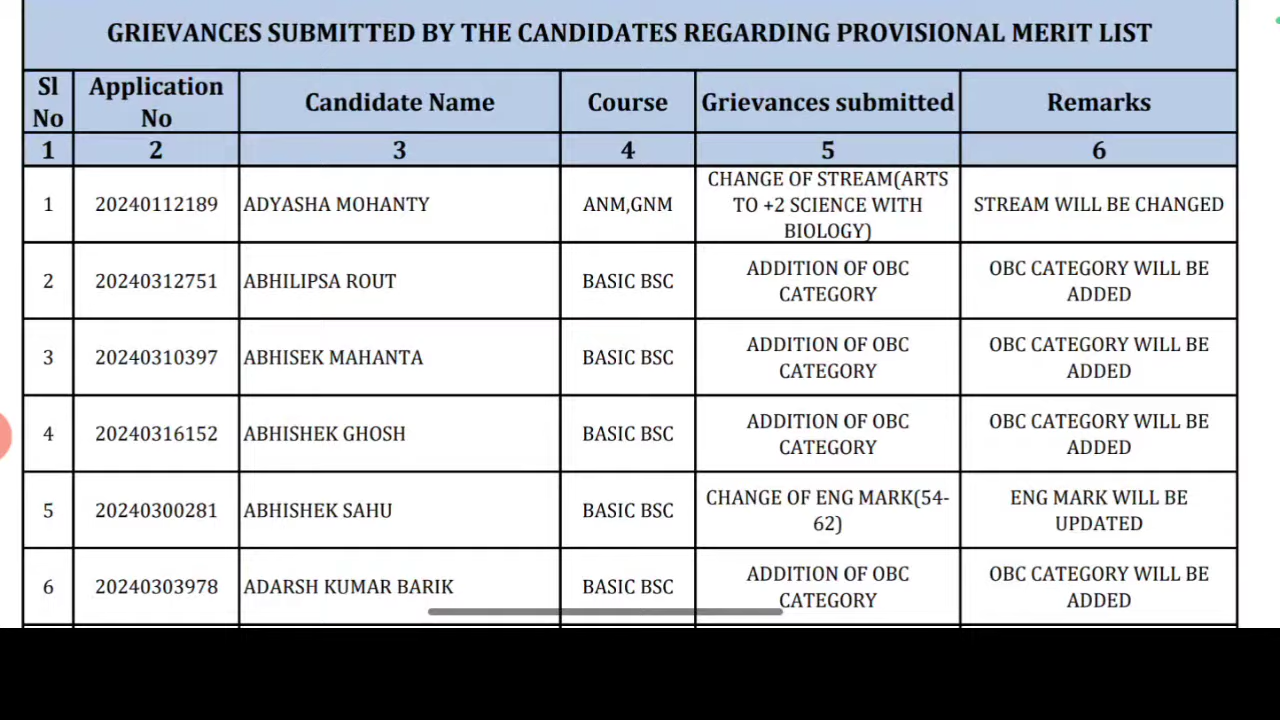 GRIEVANCES SUBMITTED BY THE CANDIDATES REGARDING PROVISIONAL MERIT LIST
Sl No Application No Candidate Name Course Grievances submitted Remarks
1 2 3 4 5 6
1 20240112189 ADYASHA MOHANTY ANM,GNM CHANGE OF STREAM(ARTS TO +2 SCIENCE WITH BIOLOGY) STREAM WILL BE CHANGED
2 20240312751 ABHILIPSA ROUT BASIC BSC ADDITION OF OBC CATEGORY OBC CATEGORY WILL BE ADDED
3 20240310397 ABHISEK MAHANTA BASIC BSC ADDITION OF OBC CATEGORY OBC CATEGORY WILL BE ADDED
4 20240316152 ABHISHEK GHOSH BASIC BSC ADDITION OF OBC CATEGORY OBC CATEGORY WILL BE ADDED
5 20240300281 ABHISHEK SAHU BASIC BSC CHANGE OF ENG MARK(54-62) ENG MARK WILL BE UPDATED
6 20240303978 ADARSH KUMAR BARIK BASIC BSC ADDITION OF OBC CATEGORY OBC CATEGORY WILL BE ADDED